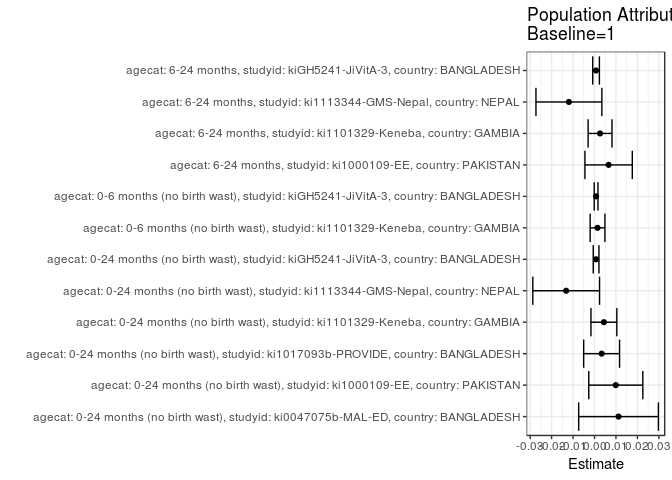 Population Attribut
Baseline=1
agecat: 6-24 months, studyid: kiGH5241-JiVitA-3, country: BANGLADESH
agecat: 6-24 months, studyid: ki1113344-GMS-Nepal, country: NEPAL
agecat: 6-24 months, studyid: ki1101329-Keneba, country: GAMBIA
agecat: 6-24 months, studyid: ki1000109-EE, country: PAKISTAN
agecat: 0-6 months (no birth wast), studyid: kiGH5241-JiVitA-3, country: BANGLADESH
agecat: 0-6 months (no birth wast), studyid: ki1101329-Keneba, country: GAMBIA
agecat: 0-24 months (no birth wast), studyid: kiGH5241-JiVitA-3, country: BANGLADESH
agecat: 0-24 months (no birth wast), studyid: ki1113344-GMS-Nepal, country: NEPAL
agecat: 0-24 months (no birth wast), studyid: ki1101329-Keneba, country: GAMBIA
agecat: 0-24 months (no birth wast), studyid: ki1017093b-PROVIDE, country: BANGLADESH
agecat: 0-24 months (no birth wast), studyid: ki1000109-EE, country: PAKISTAN
agecat: 0-24 months (no birth wast), studyid: ki0047075b-MAL-ED, country: BANGLADESH
-0.03 -0.02 -0.01 0.00 0.01 0.02 0.03
Estimate